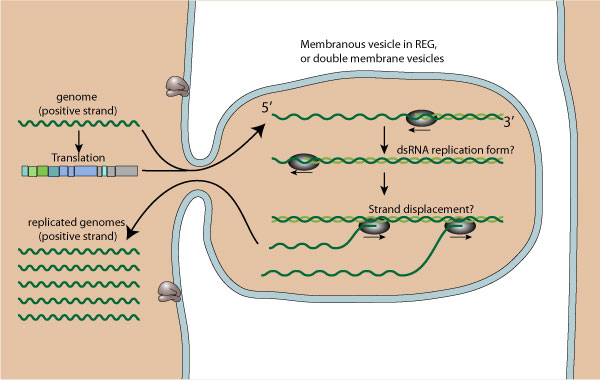 Membranous vesicle in REG,
or double membrane vesicles
genome
(positive strand)
5’
3’
Translation
dsRNA replication form?
Strand displacement?
replicated genomes
(positive strand)